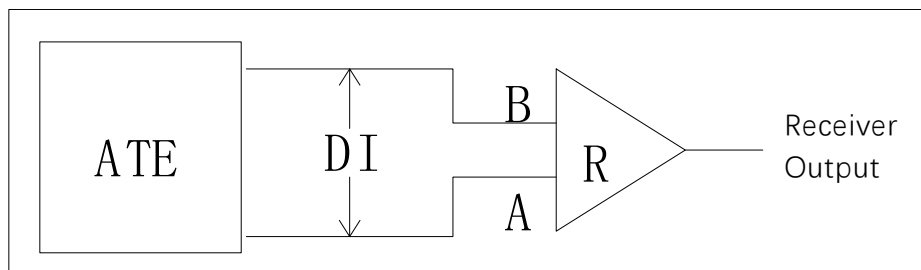 ATE
DI
B
A
R
Receiver
Output